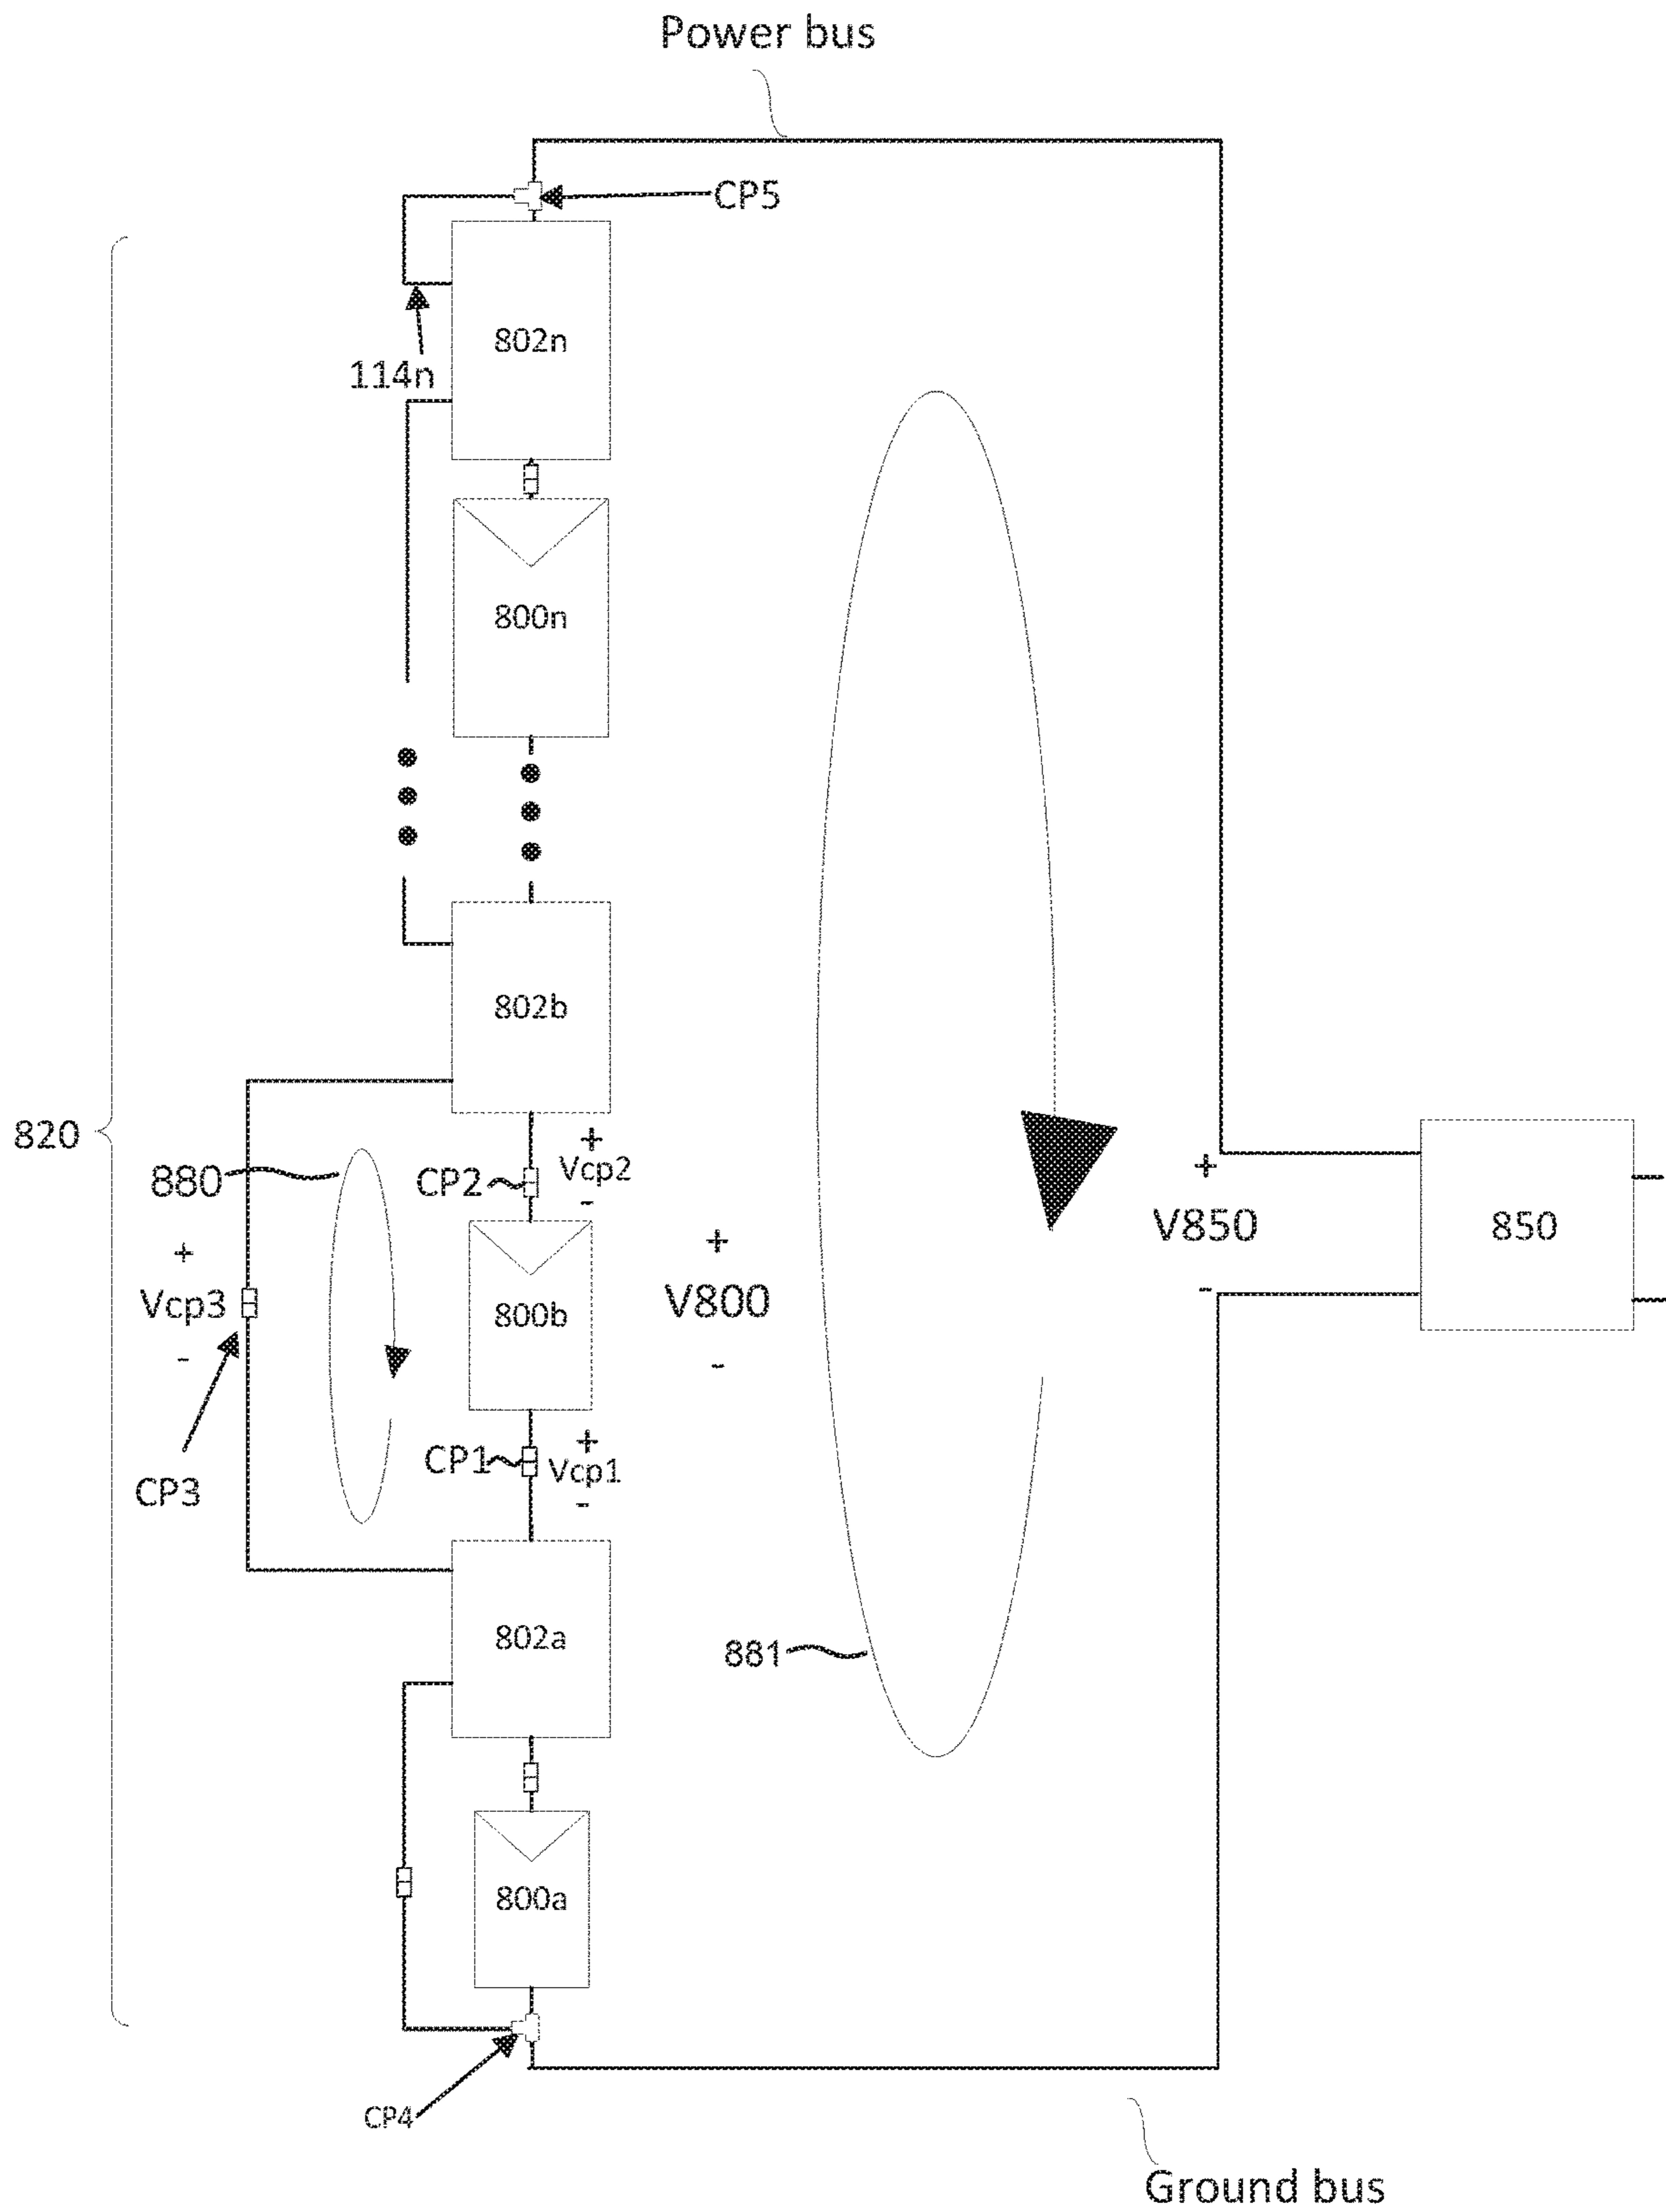 Power bus
CP5
802n
114n
800n
802b
820
880
CP2
+
Vcp2
-
+
V850
-
850
+
Vcp3
-
800b
+
V800
-
CP3
CP1
+
Vcp1
-
802a
881
800a
CP4
Ground bus